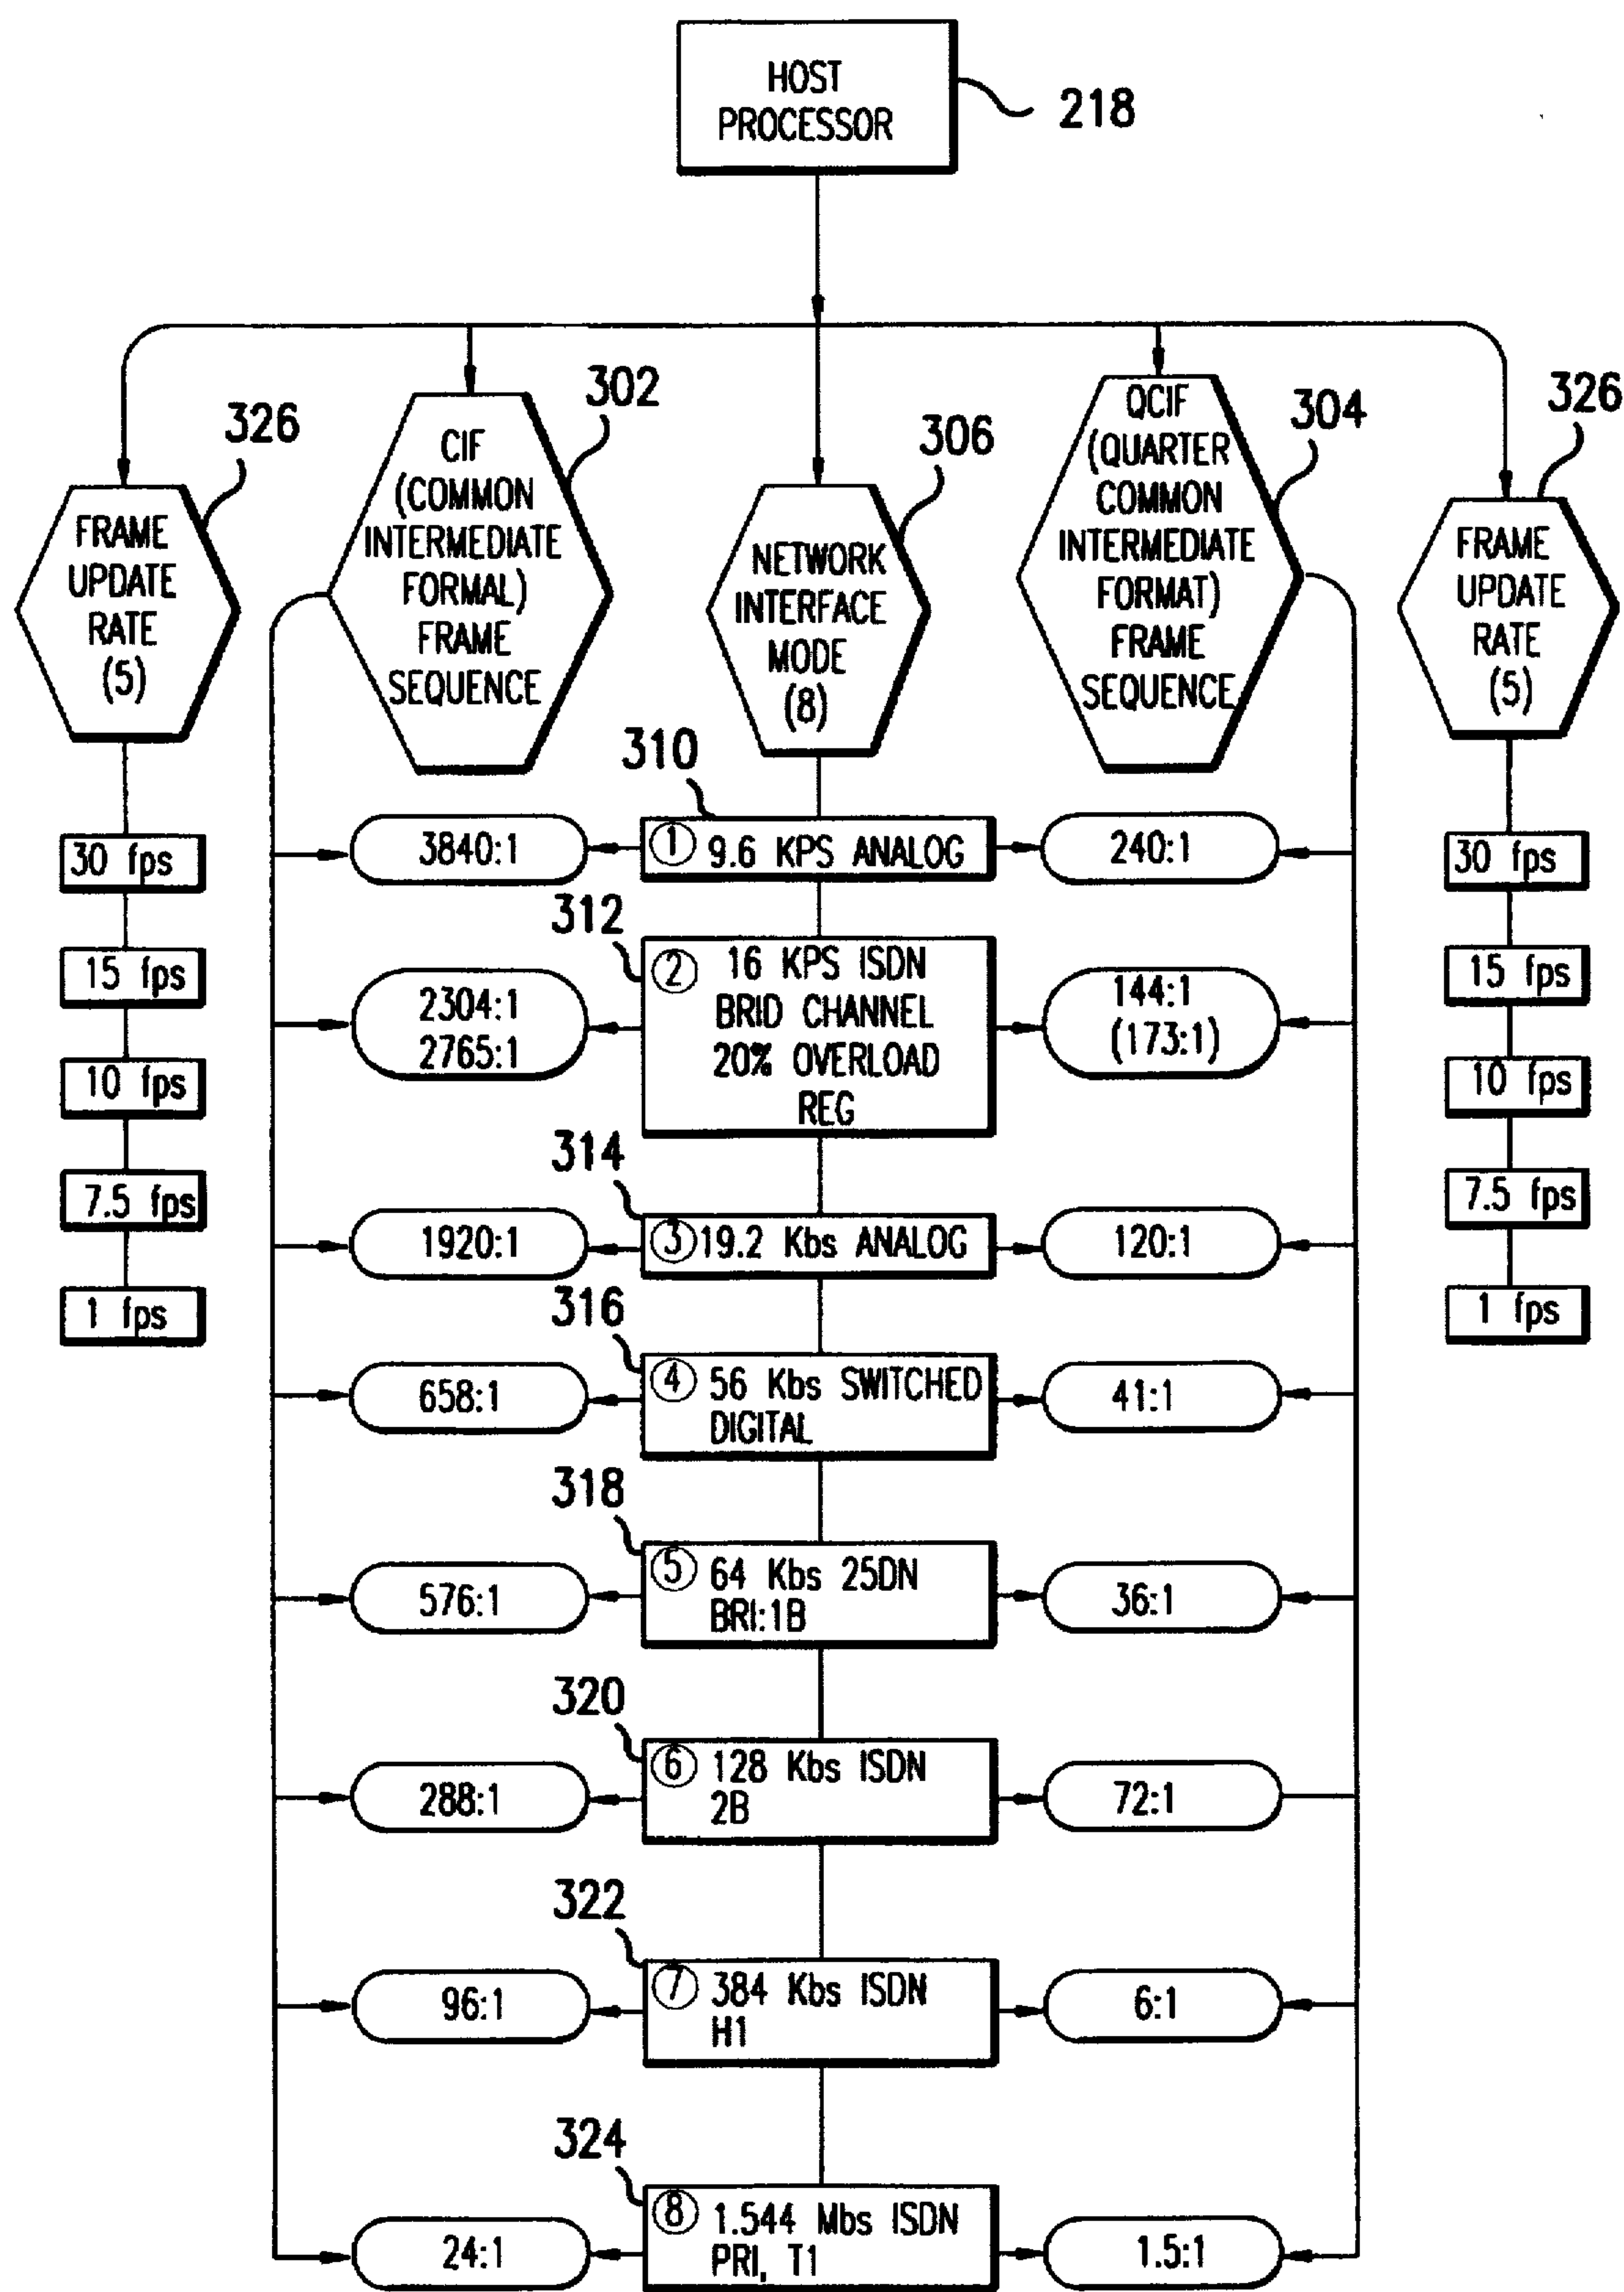 HOST
PROCESSOR
218
326
FRAME
UPDATE
RATE
(5)
302
CIF
(COMMON
INTERMEDIATE
FORMAL)
FRAME
SEQUENCE
306
NETWORK
INTERFACE
MODE
(8)
304
QCIF
(QUARTER
COMMON
INTERMEDIATE
FORMAT)
FRAME
SEQUENCE
326
FRAME
UPDATE
RATE
(5)
30 fps
15 fps
10 fps
7.5 fps
1 fps
310
3840:1
1 9.6 KPS ANALOG
240:1
312
2304:1
2765:1
2 16 KPS ISDN
BRID CHANNEL
20% OVERLOAD
REG
144:1
(173:1)
314
1920:1
3 19.2 Kbs ANALOG
120:1
316
658:1
4 56 Kbs SWITCHED
DIGITAL
41:1
318
576:1
5 64 Kbs 25DN
BRI:1B
36:1
320
288:1
6 128 Kbs ISDN
2B
72:1
322
96:1
7 384 Kbs ISDN
H1
6:1
324
24:1
8 1.544 Mbs ISDN
PRI, T1
1.5:1
30 fps
15 fps
10 fps
7.5 fps
1 fps